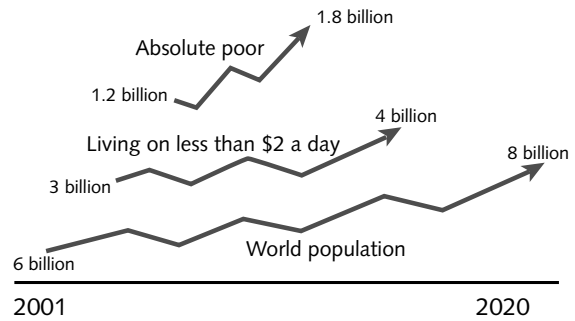 1.8 billion
Absolute poor
1.2 billion
4 billion
Living on less than $2 a day
8 billion
3 billion
World population
6 billion
2001 2020